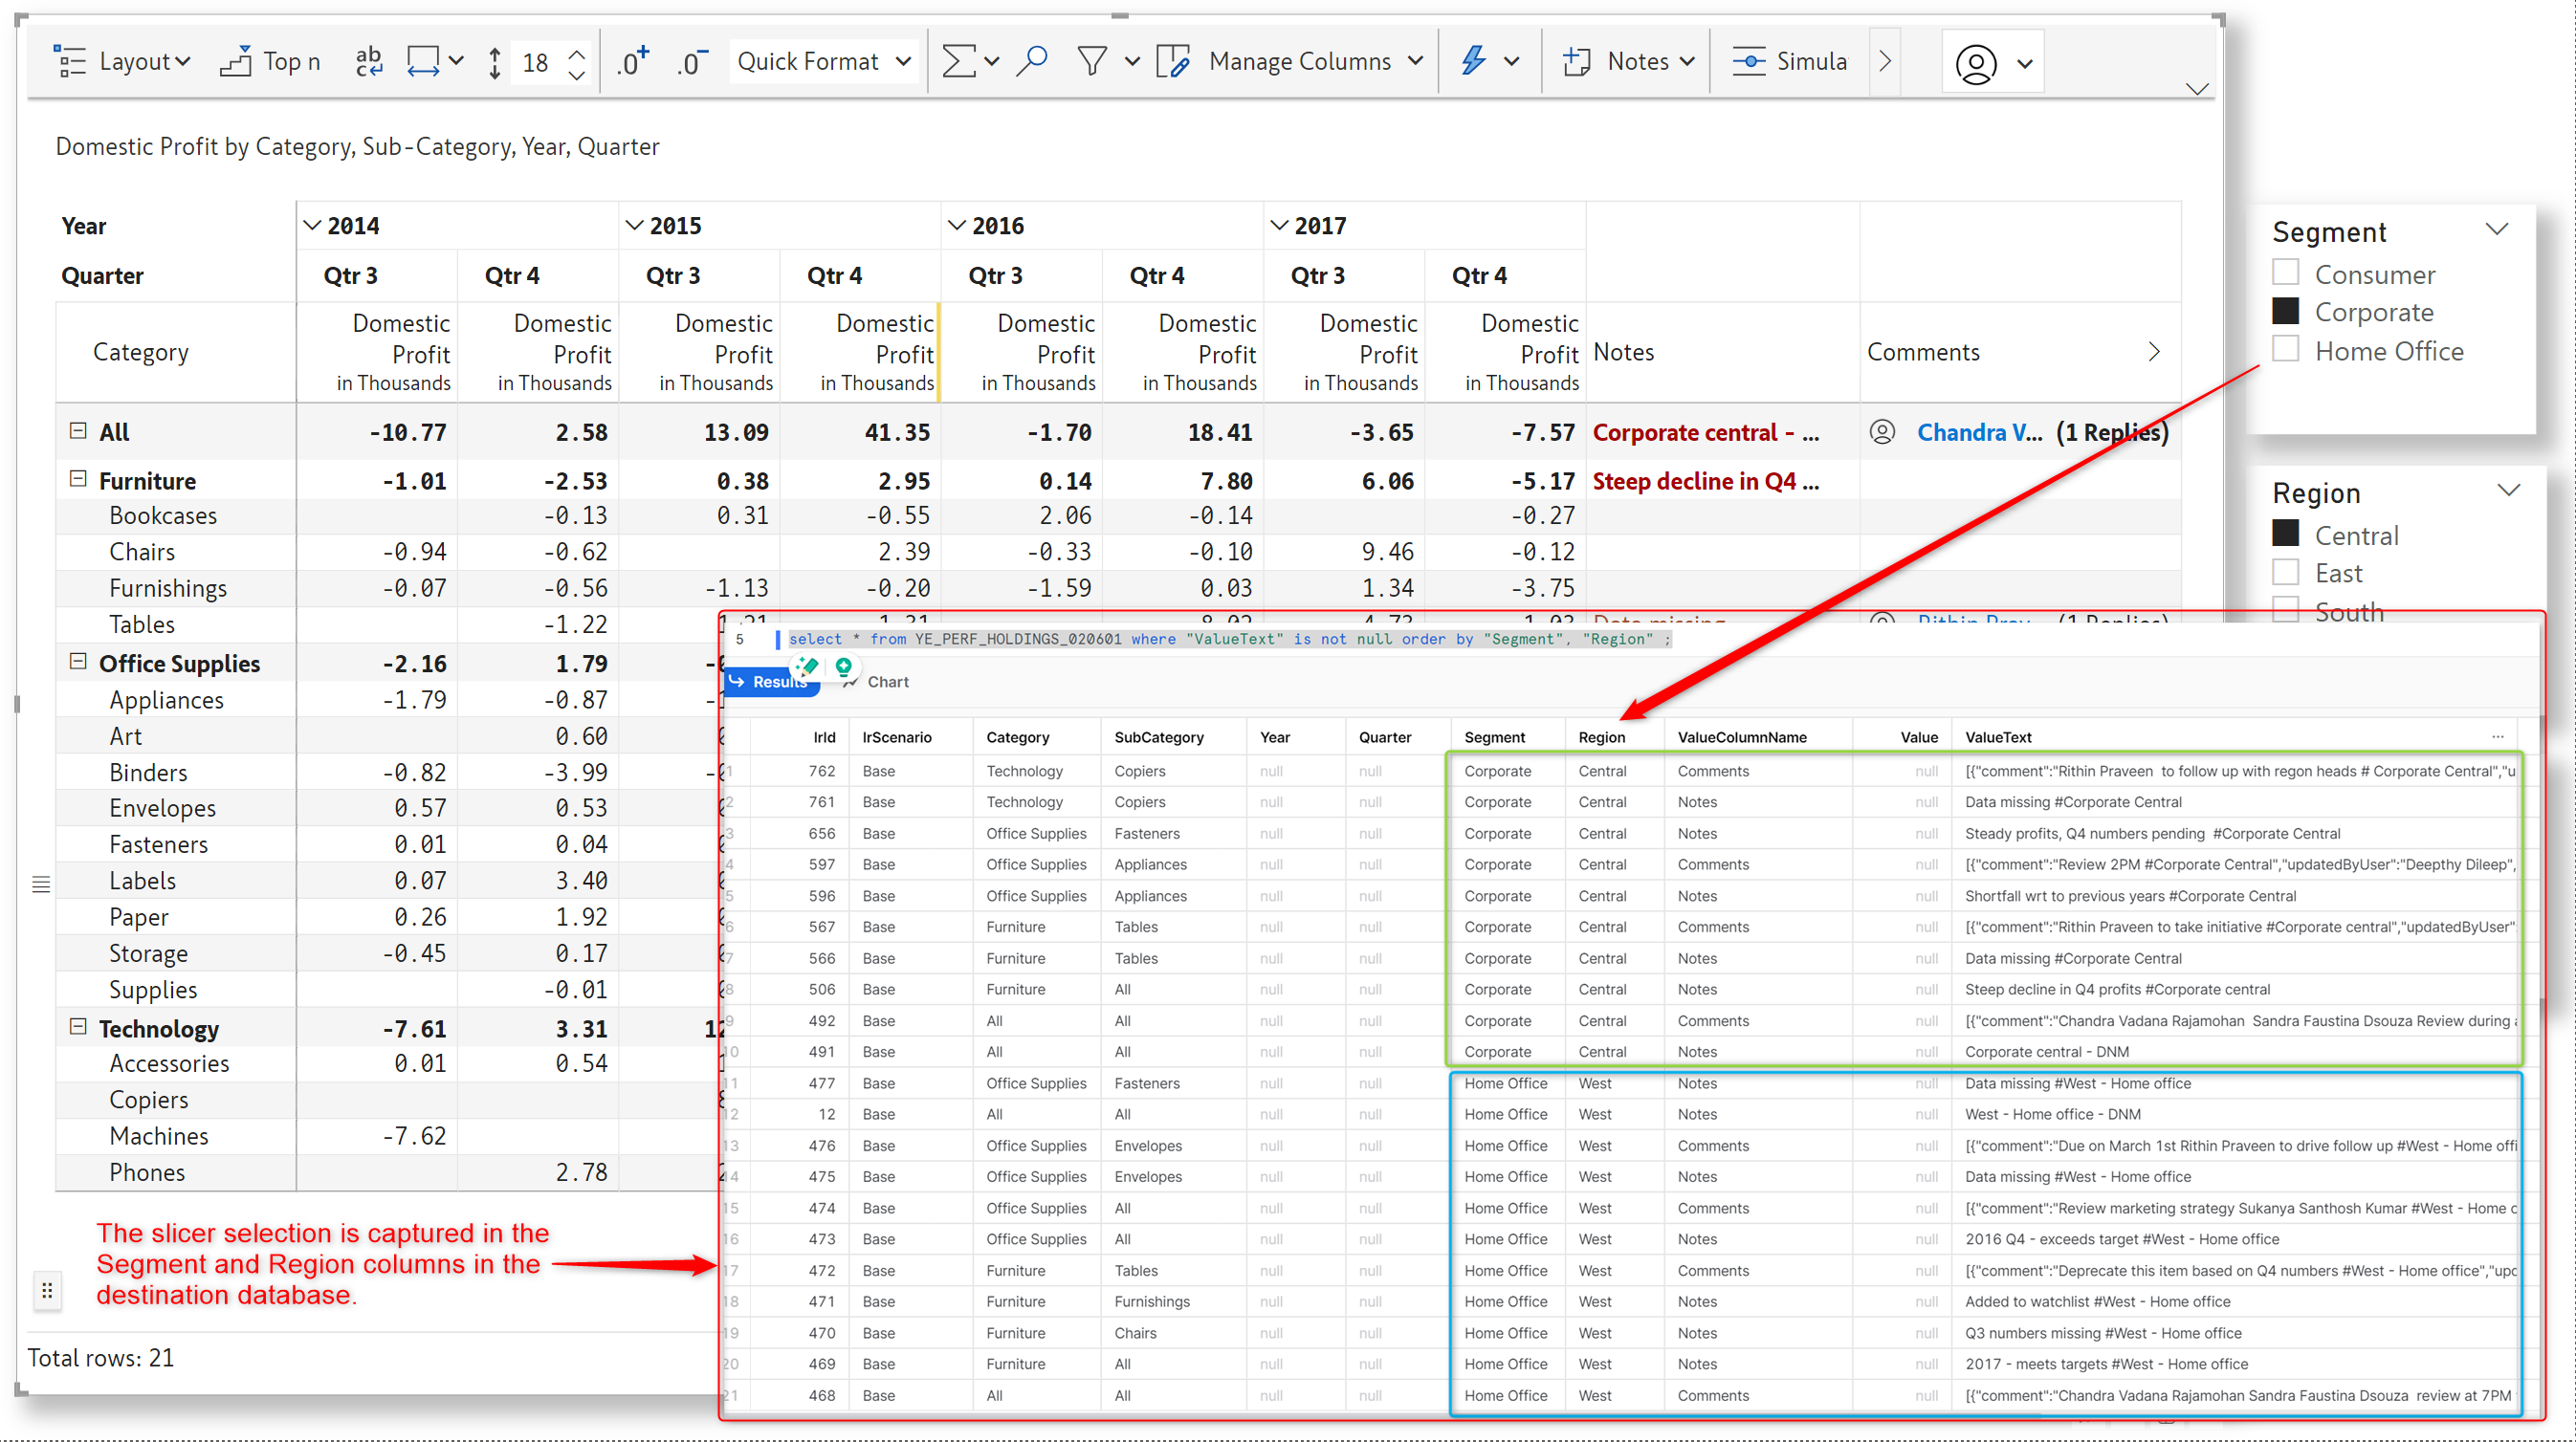 Layout Top n ab c 18 .0+ .0- Quick Format Manage Columns Notes Simula
Domestic Profit by Category, Sub-Category, Year, Quarter
Year 2014 2015 2016 2017
Quarter Qtr 3 Qtr 4 Qtr 3 Qtr 4 Qtr 3 Qtr 4 Qtr 3 Qtr 4
Domestic Domestic Domestic Domestic Domestic Domestic Domestic Domestic
Category Profit Profit Profit Profit Profit Profit Profit Profit Notes Comments
in Thousands in Thousands in Thousands in Thousands in Thousands in Thousands in Thousands in Thousands
All -10.77 2.58 13.09 41.35 -1.70 18.41 -3.65 -7.57 Corporate central - ... Chandra V... (1 Replies)
Furniture -1.01 -2.53 0.38 2.95 0.14 7.80 6.06 -5.17 Steep decline in Q4 ...
Bookcases -0.13 0.31 -0.55 2.06 -0.14 -0.27
Chairs -0.94 -0.62 2.39 -0.33 -0.10 9.46 -0.12
Furnishings -0.07 -0.56 -1.13 -0.20 -1.59 0.03 1.34 -3.75
Tables -1.22
Office Supplies -2.16 1.79
Appliances -1.79 -0.87
Art 0.60
Binders -0.82 -3.99
Envelopes 0.57 0.53
Fasteners 0.01 0.04
Labels 0.07 3.40
Paper 0.26 1.92
Storage -0.45 0.17
Supplies -0.01
Technology -7.61 3.31
Accessories 0.01 0.54
Copiers
Machines -7.62
Phones 2.78
The slicer selection is captured in the
Segment and Region columns in the
destination database.
Total rows: 21
Segment
Consumer
Corporate
Home Office
Region
Central
East
South
5 select * from YE_PERF_HOLDINGS_020601 where "ValueText" is not null order by "Segment", "Region" ;
Results Chart
IrId IrScenario Category SubCategory Year Quarter Segment Region ValueColumnName Value ValueText ...
1 762 Base Technology Copiers null null Corporate Central Comments null [{"comment":"Rithin Praveen to follow up with regon heads # Corporate Central","u
2 761 Base Technology Copiers null null Corporate Central Notes null Data missing #Corporate Central
3 656 Base Office Supplies Fasteners null null Corporate Central Notes null Steady profits, Q4 numbers pending #Corporate Central
4 597 Base Office Supplies Appliances null null Corporate Central Comments null [{"comment":"Review 2PM #Corporate Central","updatedByUser":"Deepthy Dileep",
5 596 Base Office Supplies Appliances null null Corporate Central Notes null Shortfall wrt to previous years #Corporate Central
6 567 Base Furniture Tables null null Corporate Central Comments null [{"comment":"Rithin Praveen to take initiative #Corporate central","updatedByUser"
7 566 Base Furniture Tables null null Corporate Central Notes null Data missing #Corporate Central
8 506 Base Furniture All null null Corporate Central Notes null Steep decline in Q4 profits #Corporate central
9 492 Base All All null null Corporate Central Comments null [{"comment":"Chandra Vadana Rajamohan Sandra Faustina Dsouza Review during
10 491 Base All All null null Corporate Central Notes null Corporate central - DNM
11 477 Base Office Supplies Fasteners null null Home Office West Notes null Data missing #West - Home office
12 12 Base All All null null Home Office West Notes null West - Home office - DNM
13 476 Base Office Supplies Envelopes null null Home Office West Comments null [{"comment":"Due on March 1st Rithin Praveen to drive follow up #West - Home offi
14 475 Base Office Supplies Envelopes null null Home Office West Notes null Data missing #West - Home office
15 474 Base Office Supplies All null null Home Office West Comments null [{"comment":"Review marketing strategy Sukanya Santhosh Kumar #West - Home
16 473 Base Office Supplies All null null Home Office West Notes null 2016 Q4 - exceeds target #West - Home office
17 472 Base Furniture Tables null null Home Office West Comments null [{"comment":"Deprecate this item based on Q4 numbers #West - Home office","upd
18 471 Base Furniture Furnishings null null Home Office West Notes null Added to watchlist #West - Home office
19 470 Base Furniture Chairs null null Home Office West Notes null Q3 numbers missing #West - Home office
20 469 Base Furniture All null null Home Office West Notes null 2017 - meets targets #West - Home office
21 468 Base All All null null Home Office West Comments null [{"comment":"Chandra Vadana Rajamohan Sandra Faustina Dsouza review at 7PM